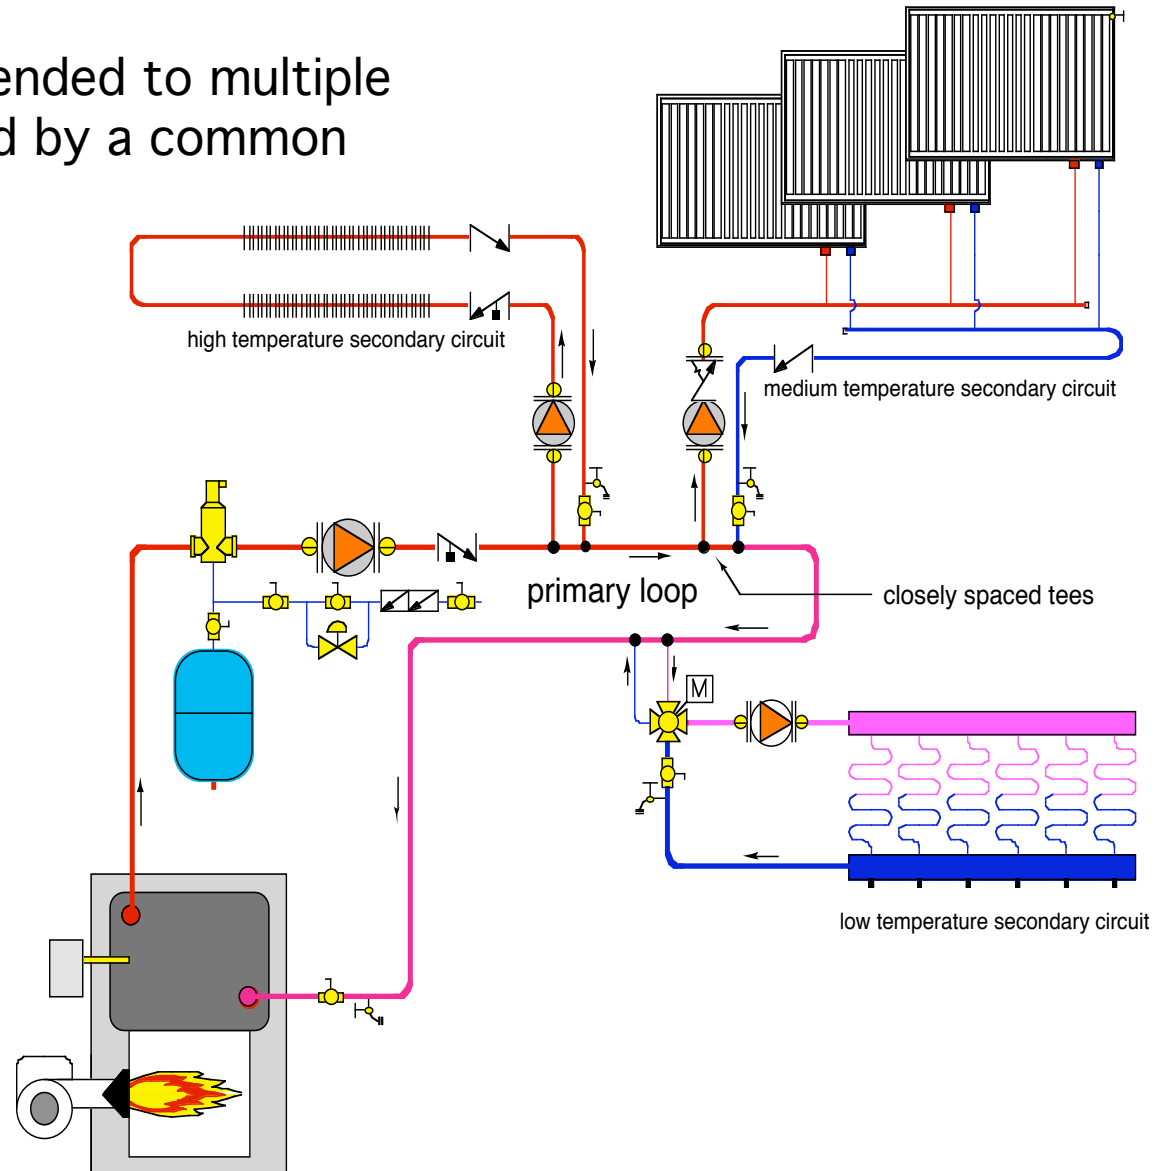 ended to multiple
d by a common
high temperature secondary circuit
medium temperature secondary circuit
primary loop
closely spaced tees
M
low temperature secondary circuit